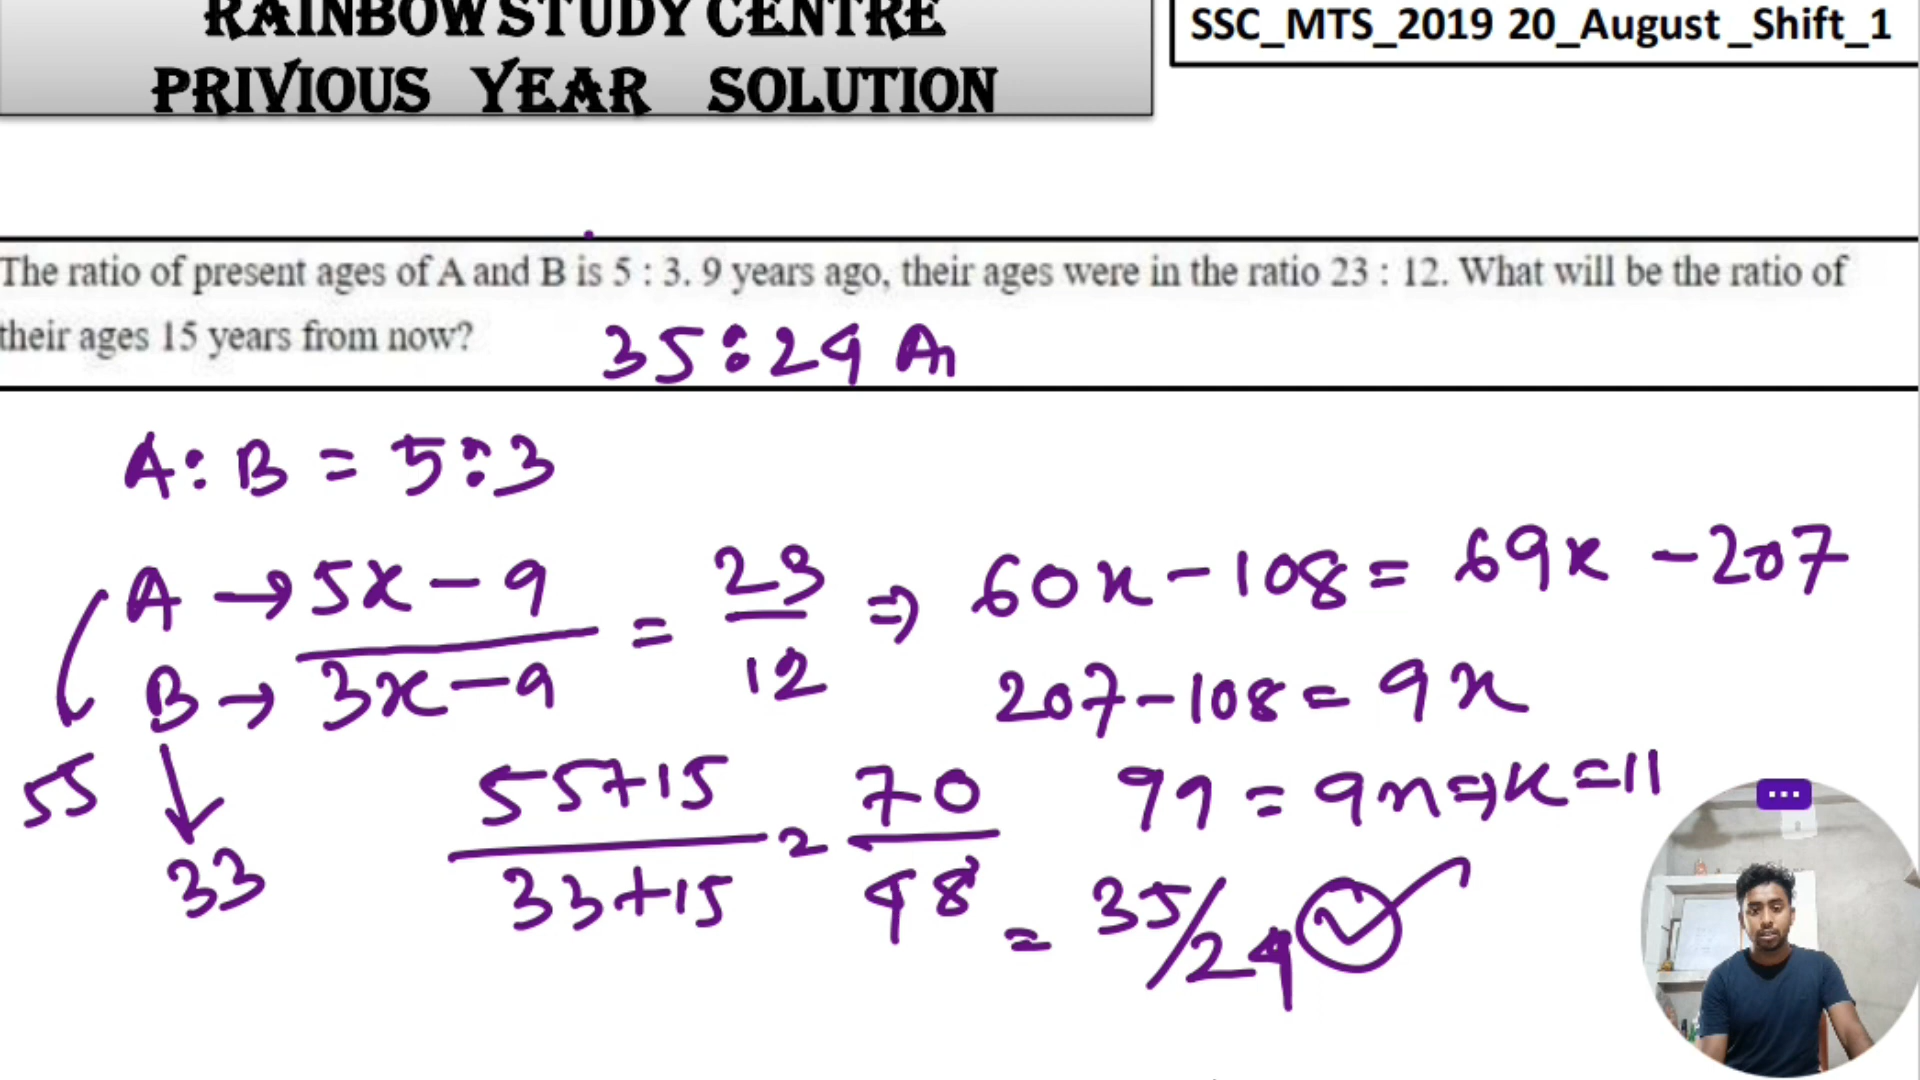 RAINBOW STUDY CENTRE
PRIVIOUS YEAR SOLUTION
SSC_MTS_2019 20_August _Shift_1
The ratio of present ages of A and B is 5 : 3. 9 years ago, their ages were in the ratio 23 : 12. What will be the ratio of
their ages 15 years from now?
35:24 An
A:B = 5:3
A → 5x - 9
B → 3x - 9
= 23/12 ⇒ 60x - 108 = 69x - 207
207 - 108 = 9x
99 = 9x ⇒ x = 11
55
33
55+15
33+15
= 70/48
= 35/24